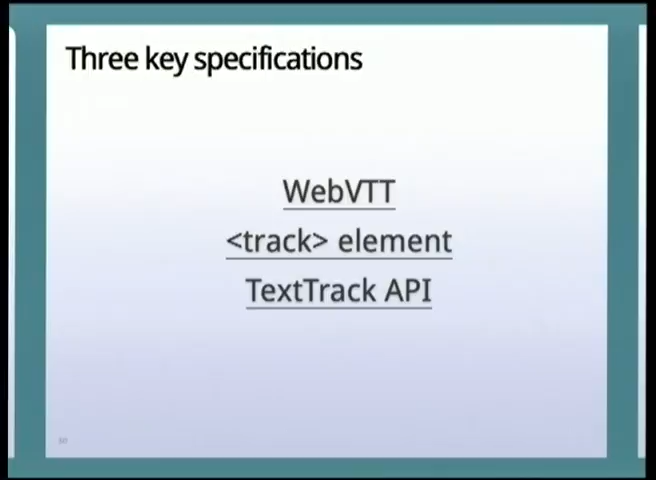 Three key specifications
WebVTT
<track> element
TextTrack API